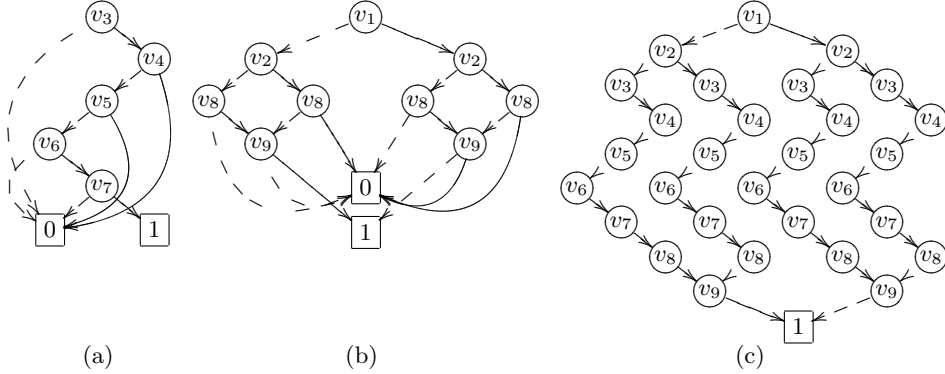 v₃
v₄
v₅
v₆
v₇
0 1
(a)
v₁
v₂ v₂
v₈ v₈ v₈ v₈
v₉ v₉
0
1
(b)
v₁
v₂ v₂
v₃ v₃ v₃ v₃
v₄ v₄ v₄ v₄
v₅ v₅ v₅ v₅
v₆ v₆ v₆ v₆
v₇ v₇ v₇ v₇
v₈ v₈ v₈ v₈
v₉ v₉
1
(c)